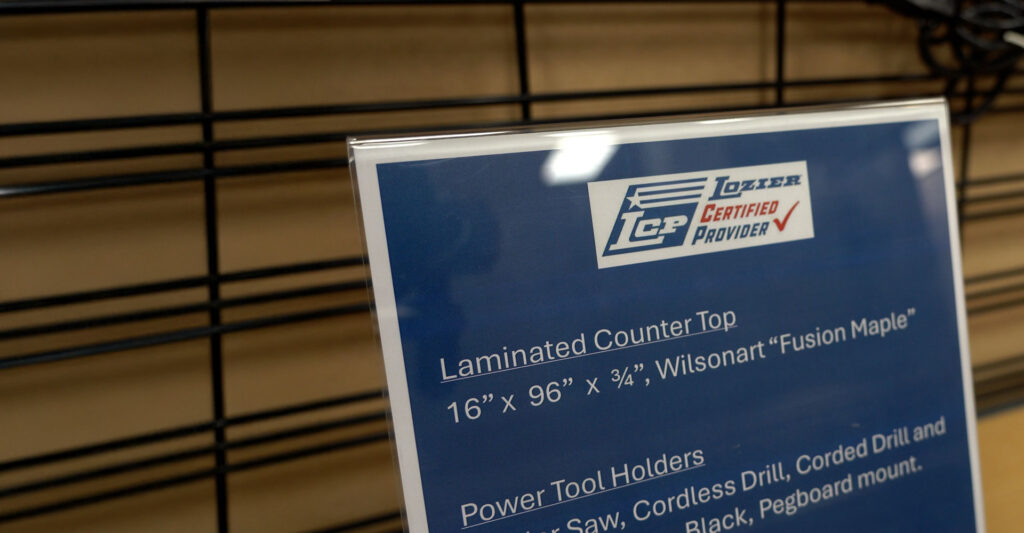 LCP
LOZIER
CERTIFIED
PROVIDER
Laminated Counter Top
16” x 96” x ¾”, Wilsonart “Fusion Maple”
Power Tool Holders
Saw, Cordless Drill, Corded Drill and
Black, Pegboard mount.